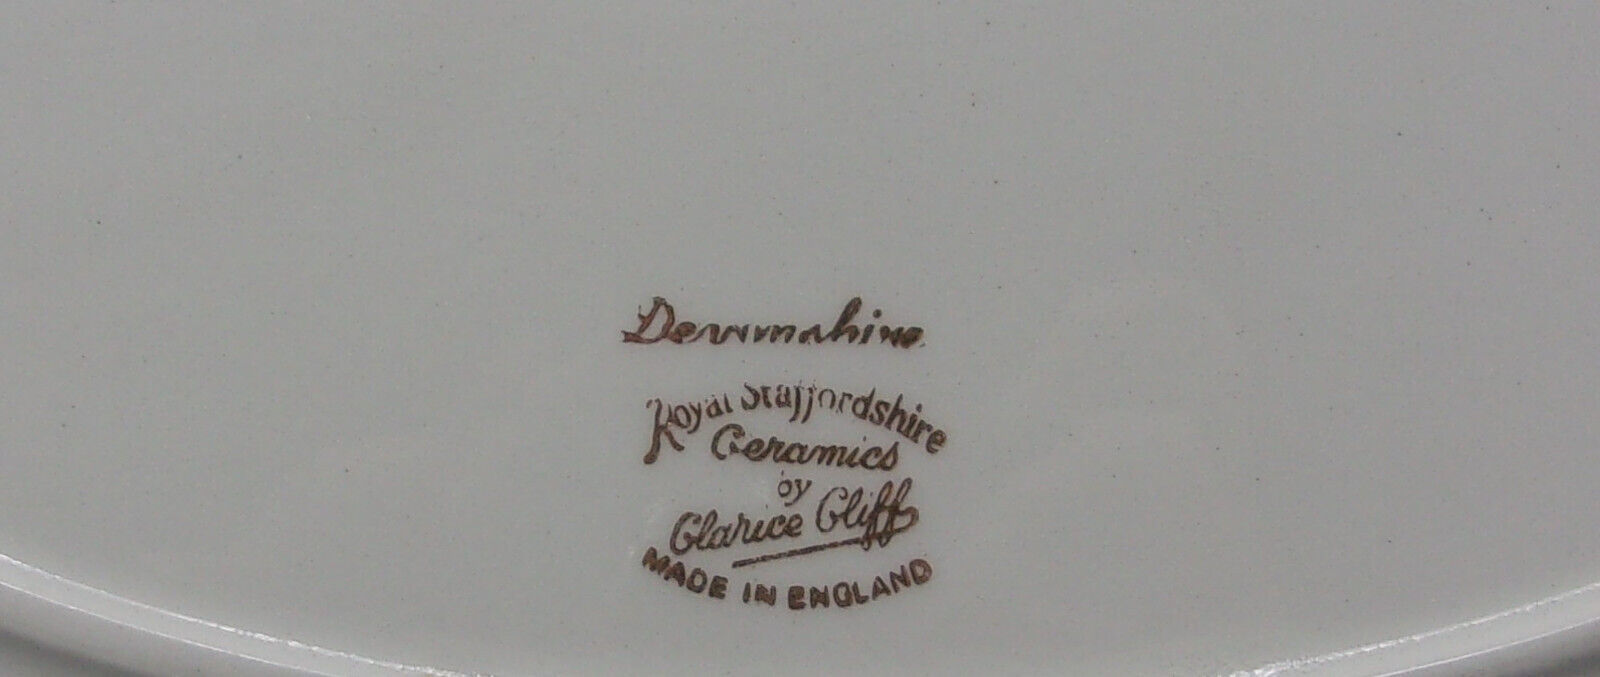 Devonshire
Royal Staffordshire
Ceramics
by
Clarice Cliff
MADE IN ENGLAND